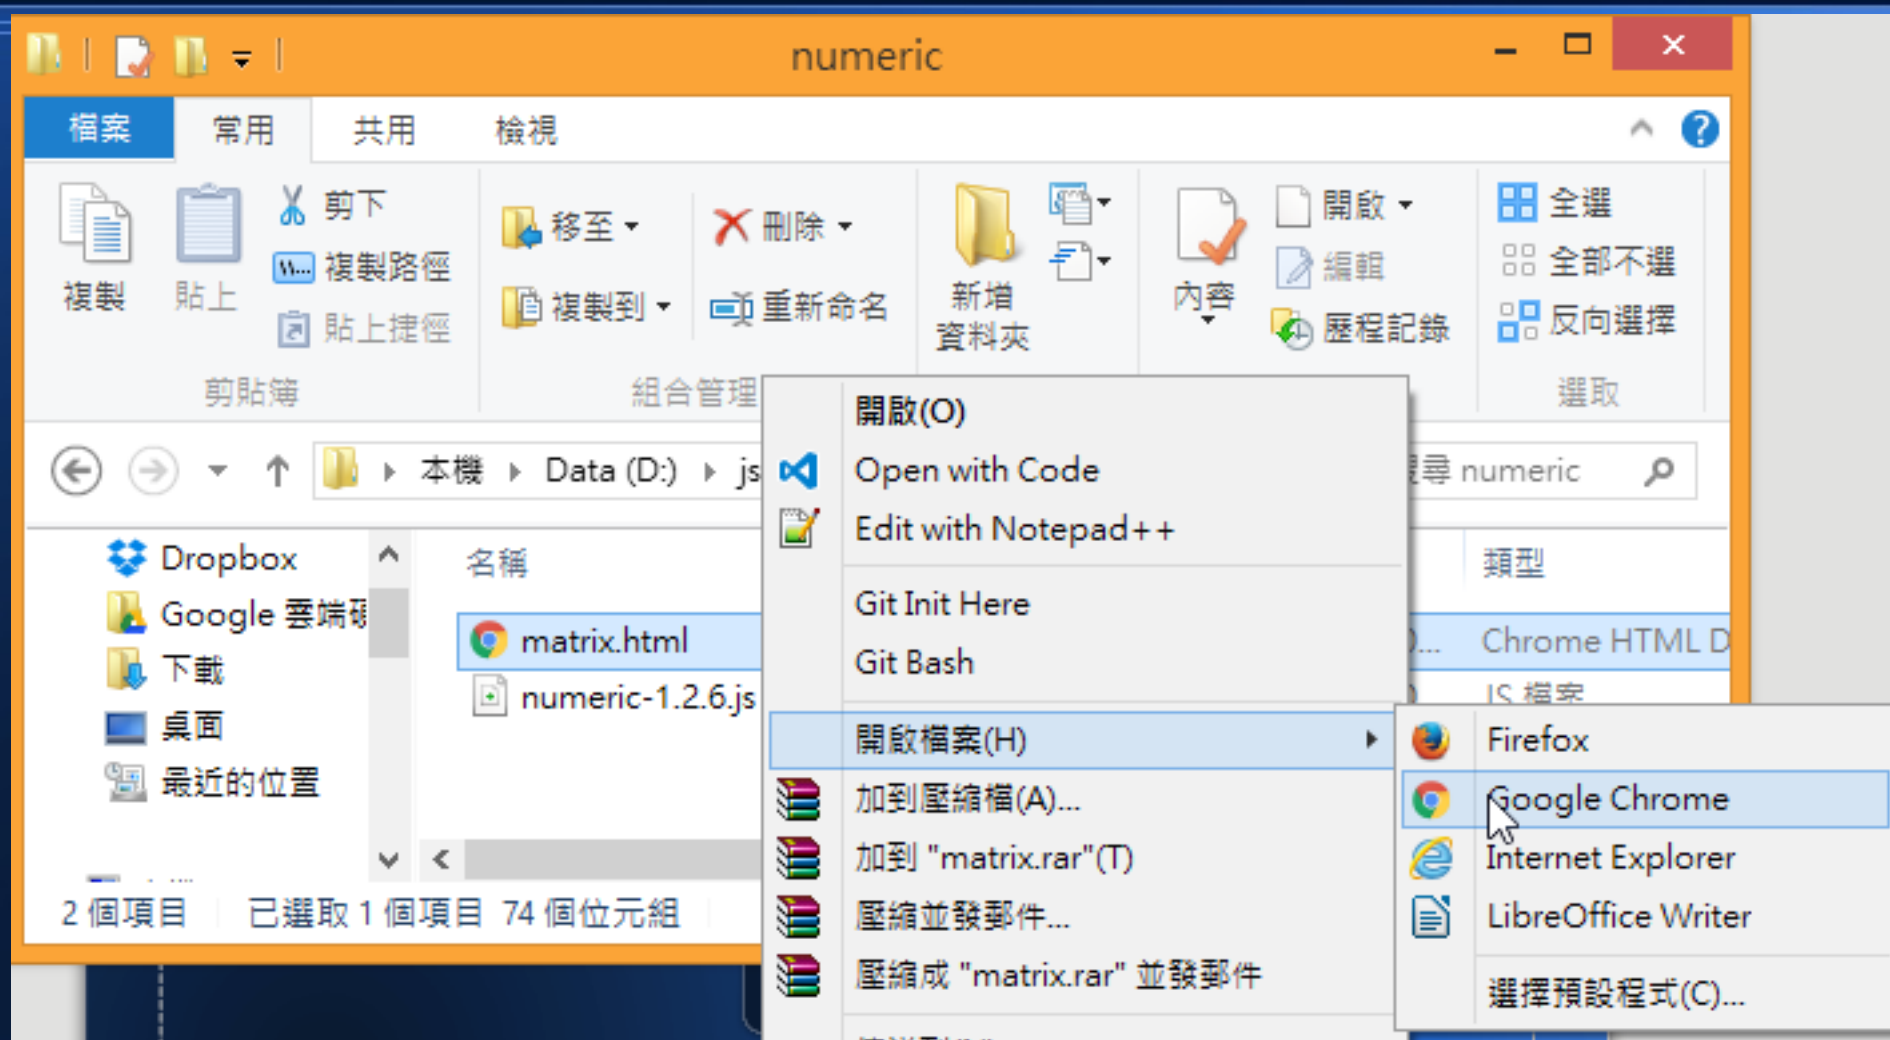 numeric
檔案 常用 共用 檢視
複製
貼上
剪下
複製路徑
貼上捷徑
剪貼簿
移至
複製到
刪除
重新命名
組合管理
新增
資料夾
內容
開啟
編輯
歷程記錄
全選
全部不選
反向選擇
選取
本機 Data (D:) js
尋 numeric
Dropbox
Google 雲端
下載
桌面
最近的位置
名稱
類型
matrix.html
Chrome HTML D
numeric-1.2.6.js
JS 檔案
2 個項目 已選取 1 個項目 74 個位元組
開啟(O)
Open with Code
Edit with Notepad++
Git Init Here
Git Bash
開啟檔案(H)
加到壓縮檔(A)...
加到 "matrix.rar"(T)
壓縮並發郵件...
壓縮成 "matrix.rar" 並發郵件
Firefox
Google Chrome
Internet Explorer
LibreOffice Writer
選擇預設程式(C)...